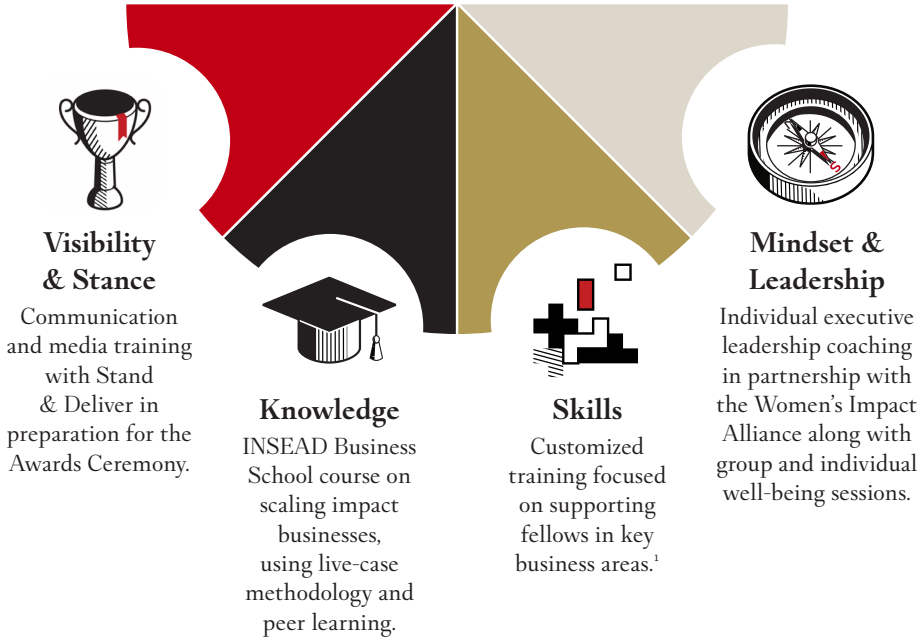 Visibility
& Stance
Communication
and media training
with Stand
& Deliver in
preparation for the
Awards Ceremony.
Knowledge
INSEAD Business
School course on
scaling impact
businesses,
using live-case
methodology and
peer learning.
Skills
Customized
training focused
on supporting
fellows in key
business areas.¹
Mindset &
Leadership
Individual executive
leadership coaching
in partnership with
the Women’s Impact
Alliance along with
group and individual
well-being sessions.
S